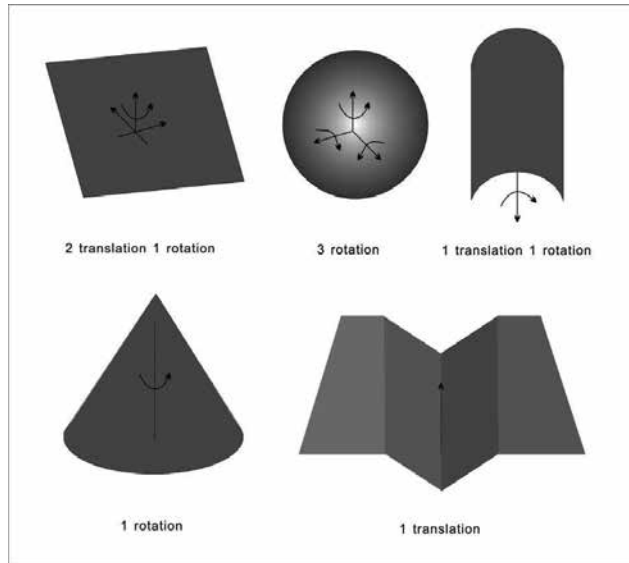 2 translation 1 rotation
3 rotation
1 translation 1 rotation
1 rotation
1 translation